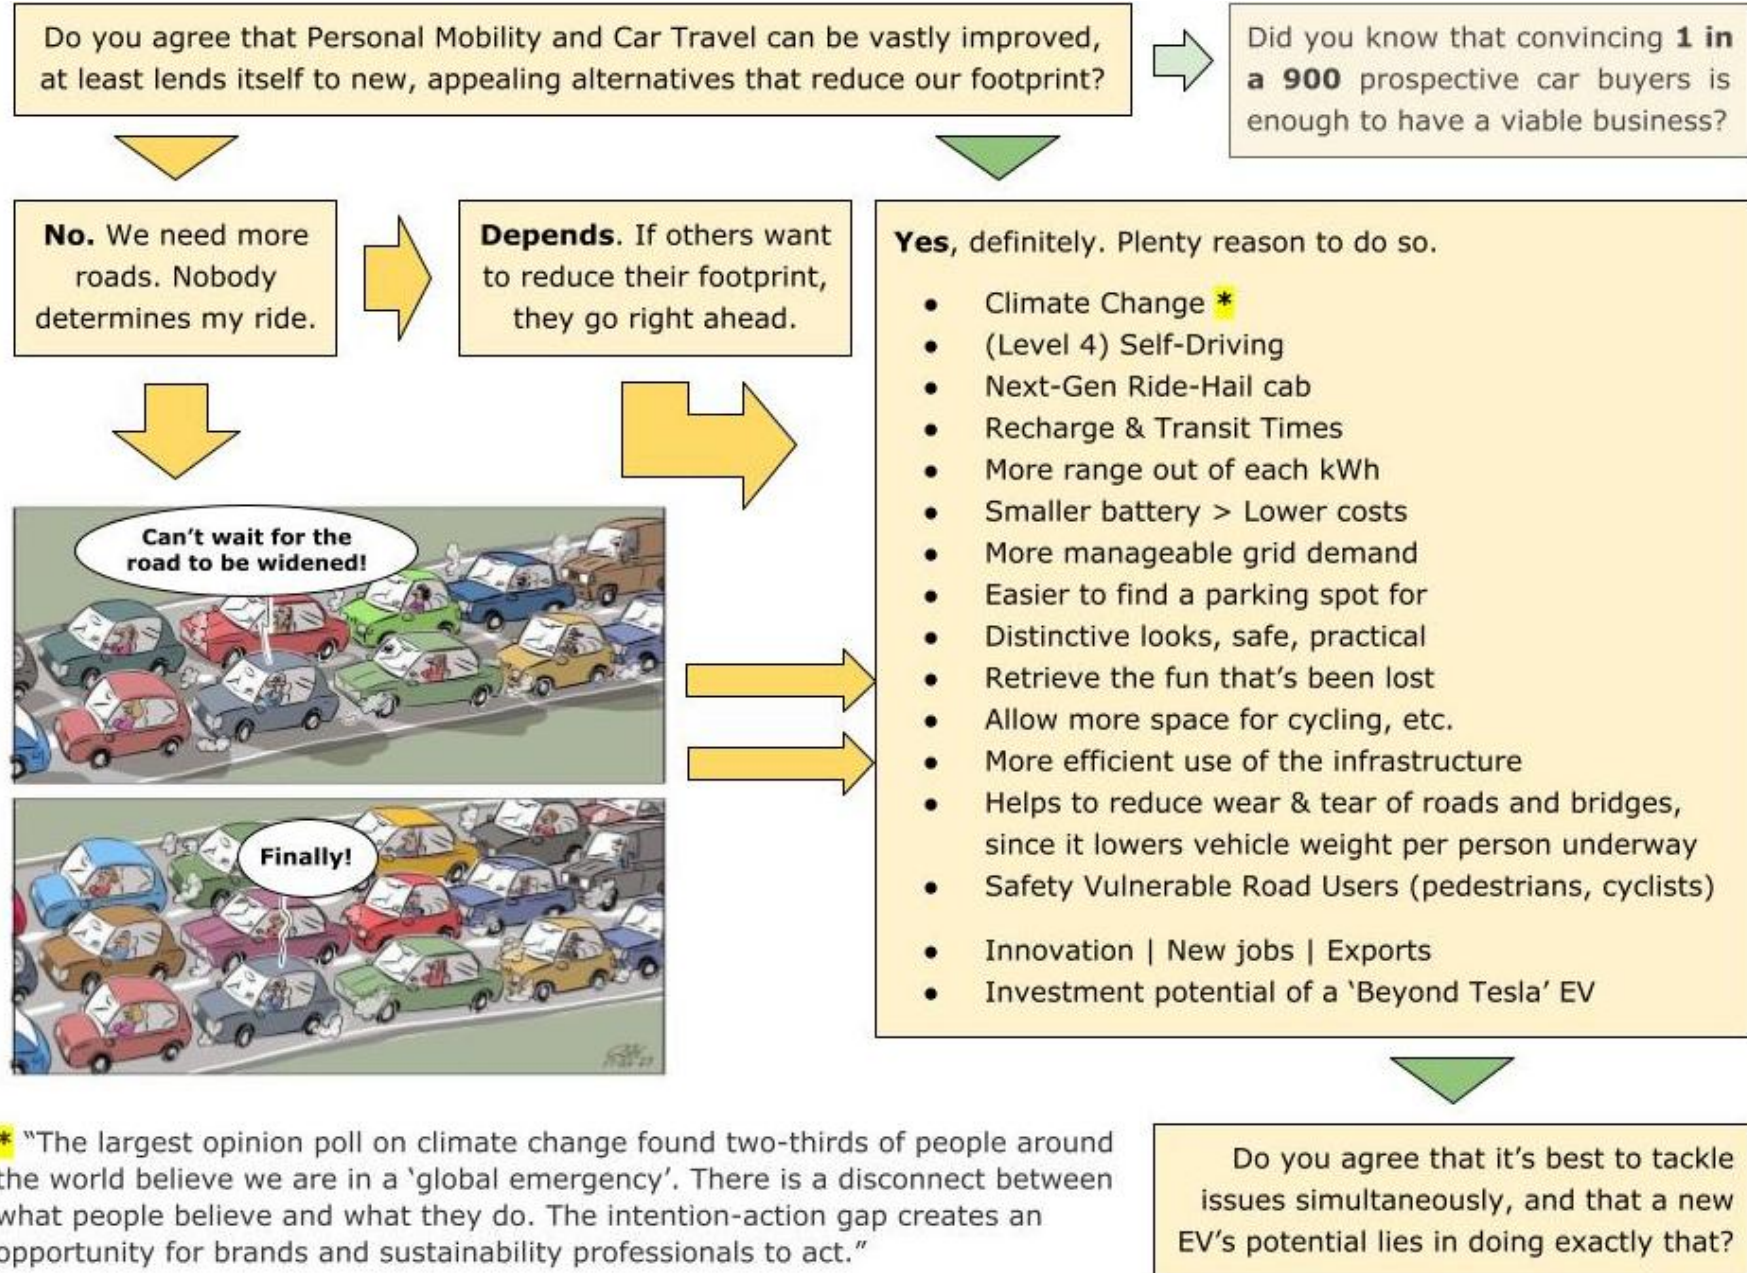 Do you agree that Personal Mobility and Car Travel can be vastly improved,
at least lends itself to new, appealing alternatives that reduce our footprint?
Did you know that convincing 1 in
a 900 prospective car buyers is
enough to have a viable business?
No. We need more
roads. Nobody
determines my ride.
Depends. If others want
to reduce their footprint,
they go right ahead.
Yes, definitely. Plenty reason to do so.
• Climate Change *
• (Level 4) Self-Driving
• Next-Gen Ride-Hail cab
• Recharge & Transit Times
• More range out of each kWh
• Smaller battery > Lower costs
• More manageable grid demand
• Easier to find a parking spot for
• Distinctive looks, safe, practical
• Retrieve the fun that's been lost
• Allow more space for cycling, etc.
• More efficient use of the infrastructure
• Helps to reduce wear & tear of roads and bridges,
since it lowers vehicle weight per person underway
• Safety Vulnerable Road Users (pedestrians, cyclists)
• Innovation | New jobs | Exports
• Investment potential of a ‘Beyond Tesla’ EV
Can't wait for the
road to be widened!
Finally!
* “The largest opinion poll on climate change found two-thirds of people around
the world believe we are in a ‘global emergency’. There is a disconnect between
what people believe and what they do. The intention-action gap creates an
opportunity for brands and sustainability professionals to act.”
Do you agree that it's best to tackle
issues simultaneously, and that a new
EV's potential lies in doing exactly that?